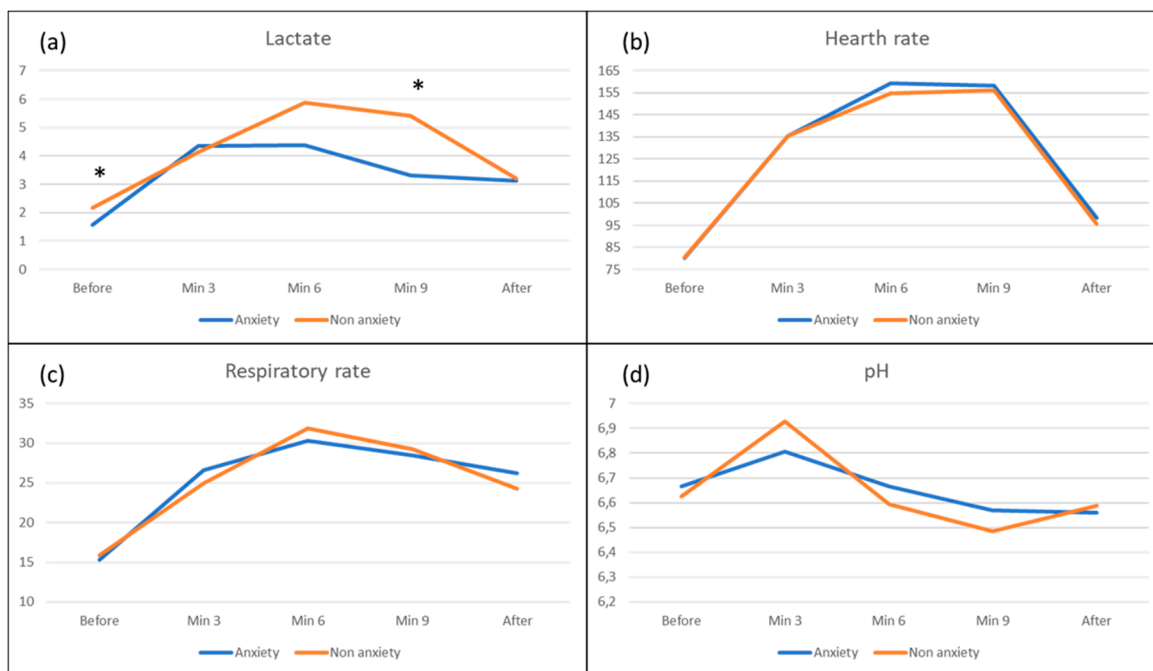 (a)
Lactate
7
6
5
4
3
2
1
0
*
*
Before Min 3 Min 6 Min 9 After
Anxiety Non anxiety
(b)
Hearth rate
165
155
145
135
125
115
105
95
85
75
Before Min 3 Min 6 Min 9 After
Anxiety Non anxiety
(c)
Respiratory rate
35
30
25
20
15
10
Before Min 3 Min 6 Min 9 After
Anxiety Non anxiety
(d)
pH
7
6,9
6,8
6,7
6,6
6,5
6,4
6,3
6,2
Before Min 3 Min 6 Min 9 After
Anxiety Non anxiety